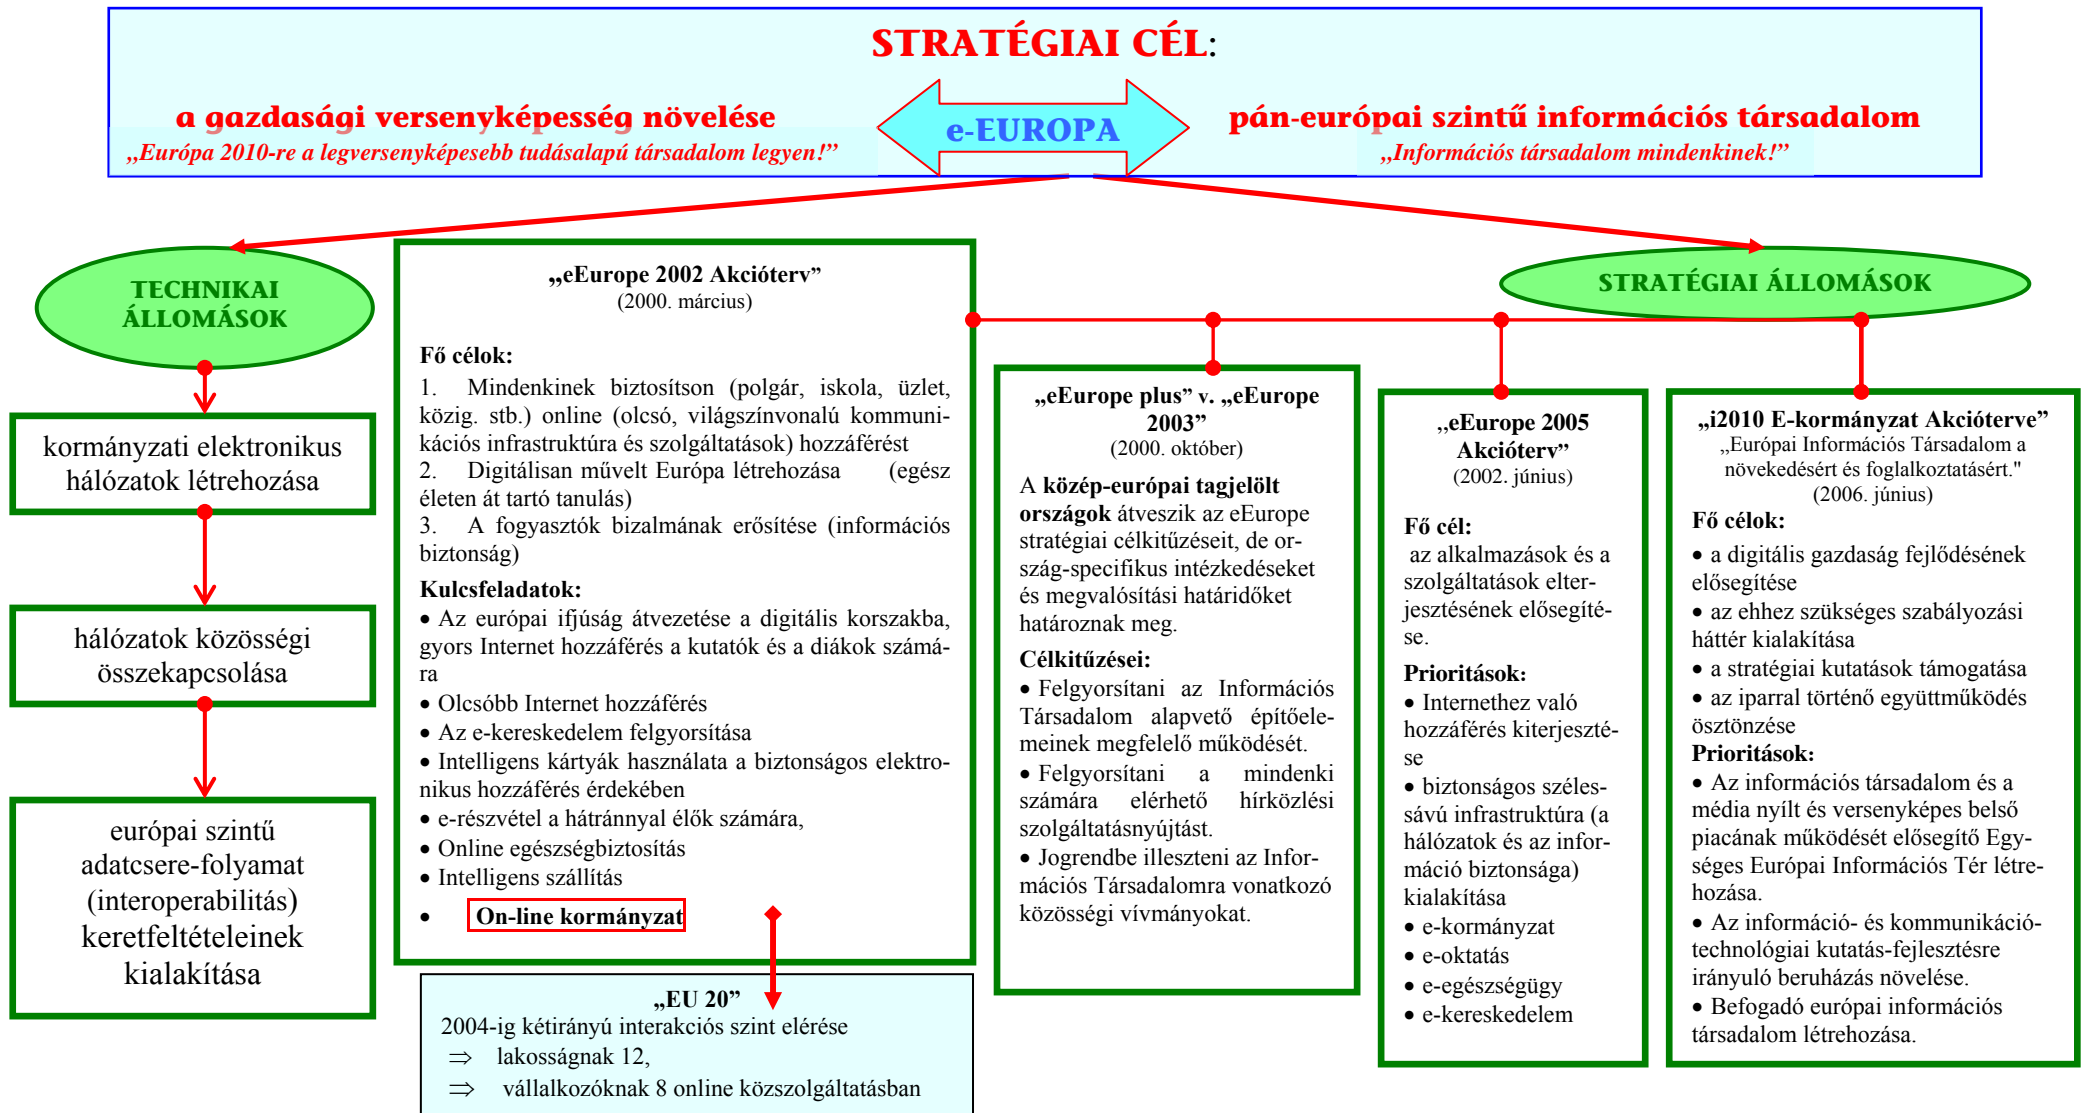 STRATÉGIAI CÉL:
a gazdasági versenyképesség növelése
„Európa 2010-re a legversenyképesebb tudásalapú társadalom legyen!”
e-EUROPA
pán-európai szintű információs társadalom
„Információs társadalom mindenkinek!”
TECHNIKAI
ÁLLOMÁSOK
kormányzati elektronikus
hálózatok létrehozása
hálózatok közösségi
összekapcsolása
európai szintű
adatcsere-folyamat
(interoperabilitás)
keretfeltételeinek
kialakítása
„eEurope 2002 Akcióterv”
(2000. március)
Fő célok:
1. Mindenkinek biztosítson (polgár, iskola, üzlet,
közig. stb.) online (olcsó, világszínvonalú kommuni-
kációs infrastruktúra és szolgáltatások) hozzáférést
2. Digitálisan művelt Európa létrehozása (egész
életen át tartó tanulás)
3. A fogyasztók bizalmának erősítése (információs
biztonság)
Kulcsfeladatok:
• Az európai ifjúság átvezetése a digitális korszakba,
gyors Internet hozzáférés a kutatók és a diákok számá-
ra
• Olcsóbb Internet hozzáférés
• Az e-kereskedelem felgyorsítása
• Intelligens kártyák használata a biztonságos elektro-
nikus hozzáférés érdekében
• e-részvétel a hátránnyal élők számára,
• Online egészségbiztosítás
• Intelligens szállítás
• On-line kormányzat
„EU 20”
2004-ig kétirányú interakciós szint elérése
⇒ lakosságnak 12,
⇒ vállalkozóknak 8 online közszolgáltatásban
STRATÉGIAI ÁLLOMÁSOK
„eEurope plus” v. „eEurope
2003”
(2000. október)
A közép-európai tagjelölt
országok átveszik az eEurope
stratégiai célkitűzéseit, de or-
szág-specifikus intézkedéseket
és megvalósítási határidőket
határoznak meg.
Célkitűzései:
• Felgyorsítani az Információs
Társadalom alapvető építőele-
meinek megfelelő működését.
• Felgyorsítani a mindenki
számára elérhető hírközlési
szolgáltatásnyújtást.
• Jogrendbe illeszteni az Infor-
mációs Társadalomra vonatkozó
közösségi vívmányokat.
„eEurope 2005
Akcióterv”
(2002. június)
Fő cél:
az alkalmazások és a
szolgáltatások elter-
jesztésének elősegíté-
se.
Prioritások:
• Internethez való
hozzáférés kiterjeszté-
se
• biztonságos széles-
sávú infrastruktúra (a
hálózatok és az infor-
máció biztonsága)
kialakítása
• e-kormányzat
• e-oktatás
• e-egészségügy
• e-kereskedelem
„i2010 E-kormányzat Akcióterve”
„Európai Információs Társadalom a
növekedésért és foglalkoztatásért."
(2006. június)
Fő célok:
• a digitális gazdaság fejlődésének
elősegítése
• az ehhez szükséges szabályozási
háttér kialakítása
• a stratégiai kutatások támogatása
• az iparral történő együttműködés
ösztönzése
Prioritások:
• Az információs társadalom és a
média nyílt és versenyképes belső
piacának működését elősegítő Egy-
séges Európai Információs Tér létre-
hozása.
• Az információ- és kommunikáció-
technológiai kutatás-fejlesztésre
irányuló beruházás növelése.
• Befogadó európai információs
társadalom létrehozása.